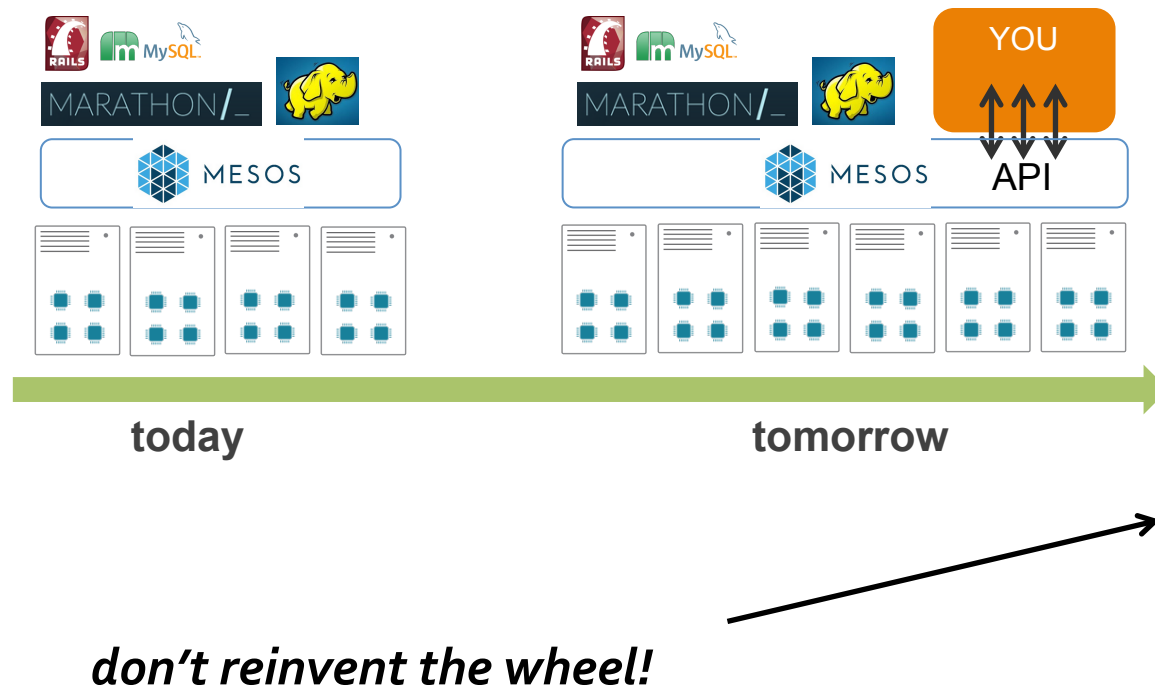 RAILS
m MySQL.
MARATHON/_
MESOS
today
RAILS
m MySQL.
MARATHON/_
YOU
MESOS
API
tomorrow
don't reinvent the wheel!